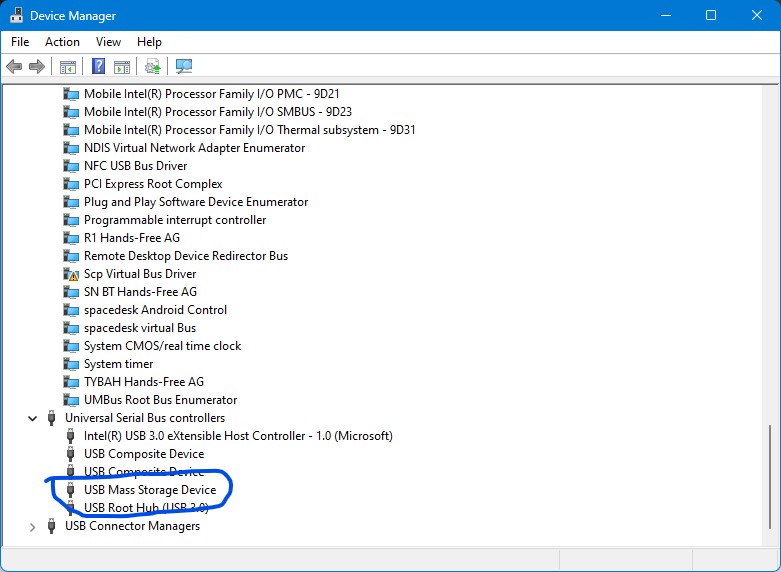 Device Manager
File Action View Help
Mobile Intel(R) Processor Family I/O PMC - 9D21
Mobile Intel(R) Processor Family I/O SMBUS - 9D23
Mobile Intel(R) Processor Family I/O Thermal subsystem - 9D31
NDIS Virtual Network Adapter Enumerator
NFC USB Bus Driver
PCI Express Root Complex
Plug and Play Software Device Enumerator
Programmable interrupt controller
R1 Hands-Free AG
Remote Desktop Device Redirector Bus
Scp Virtual Bus Driver
SN BT Hands-Free AG
spacedesk Android Control
spacedesk virtual Bus
System CMOS/real time clock
System timer
TYBAH Hands-Free AG
UMBus Root Bus Enumerator
Universal Serial Bus controllers
Intel(R) USB 3.0 eXtensible Host Controller - 1.0 (Microsoft)
USB Composite Device
USB Composite Device
USB Mass Storage Device
USB Root Hub (USB 3.0)
USB Connector Managers